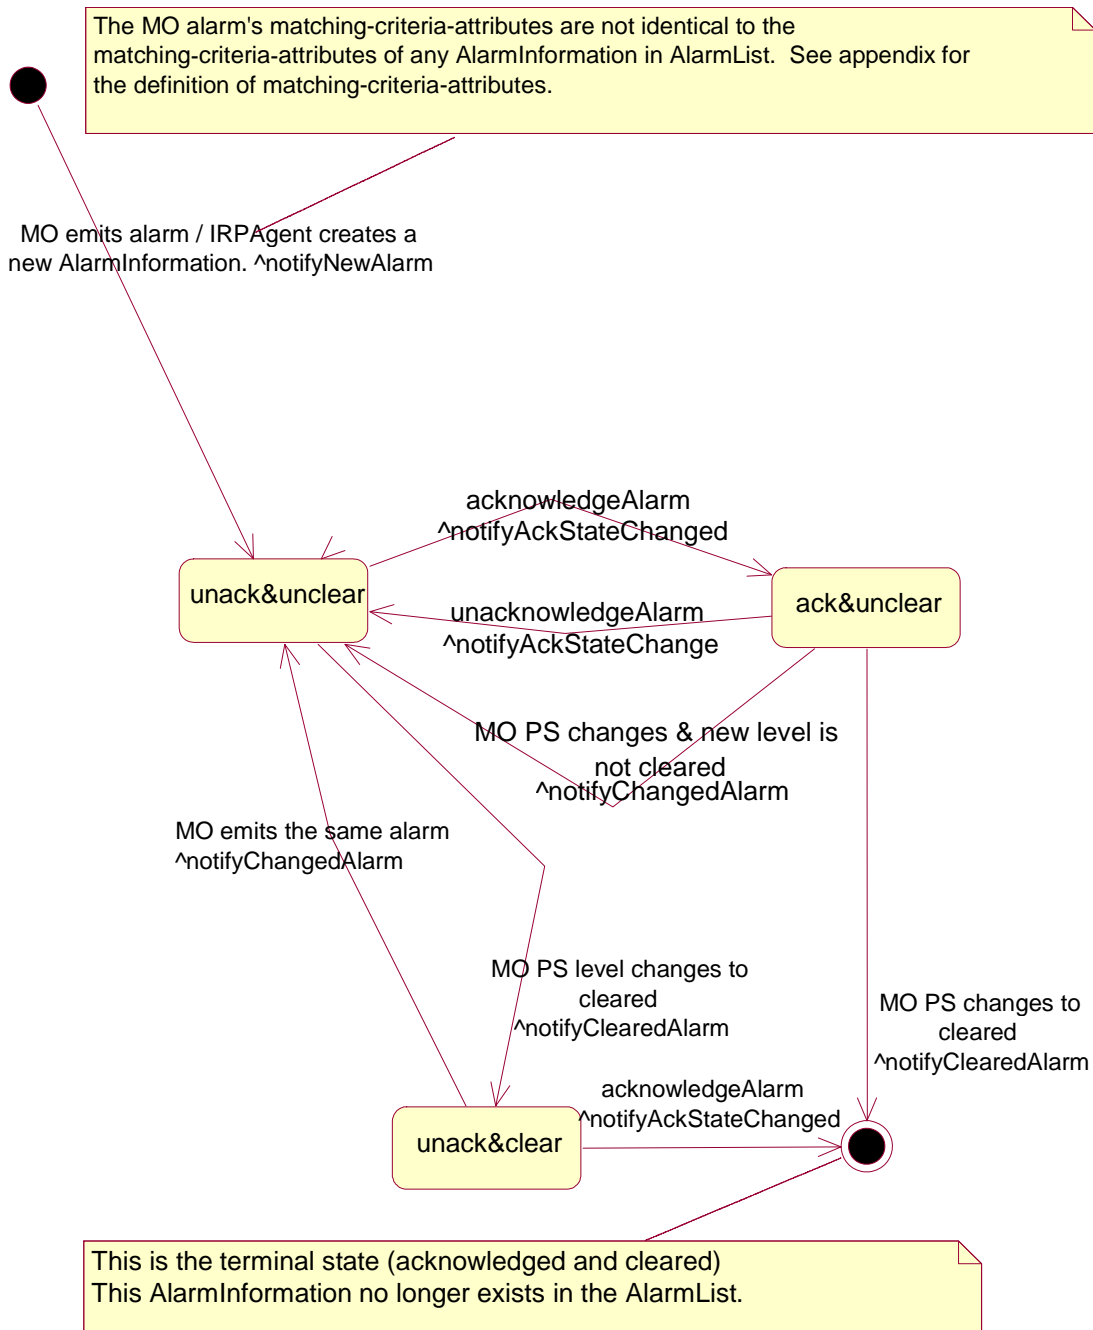 The MO alarm's matching-criteria-attributes are not identical to the
matching-criteria-attributes of any AlarmInformation in AlarmList.  See appendix for
the definition of matching-criteria-attributes.
MO emits alarm / IRPAgent creates a
new AlarmInformation. ^notifyNewAlarm
acknowledgeAlarm
^notifyAckStateChanged
unack&unclear
ack&unclear
unacknowledgeAlarm
^notifyAckStateChange
MO PS changes & new level is
not cleared
^notifyChangedAlarm
MO emits the same alarm
^notifyChangedAlarm
MO PS level changes to
cleared
^notifyClearedAlarm
MO PS changes to
cleared
^notifyClearedAlarm
acknowledgeAlarm
^notifyAckStateChanged
unack&clear
This is the terminal state (acknowledged and cleared)
This AlarmInformation no longer exists in the AlarmList.